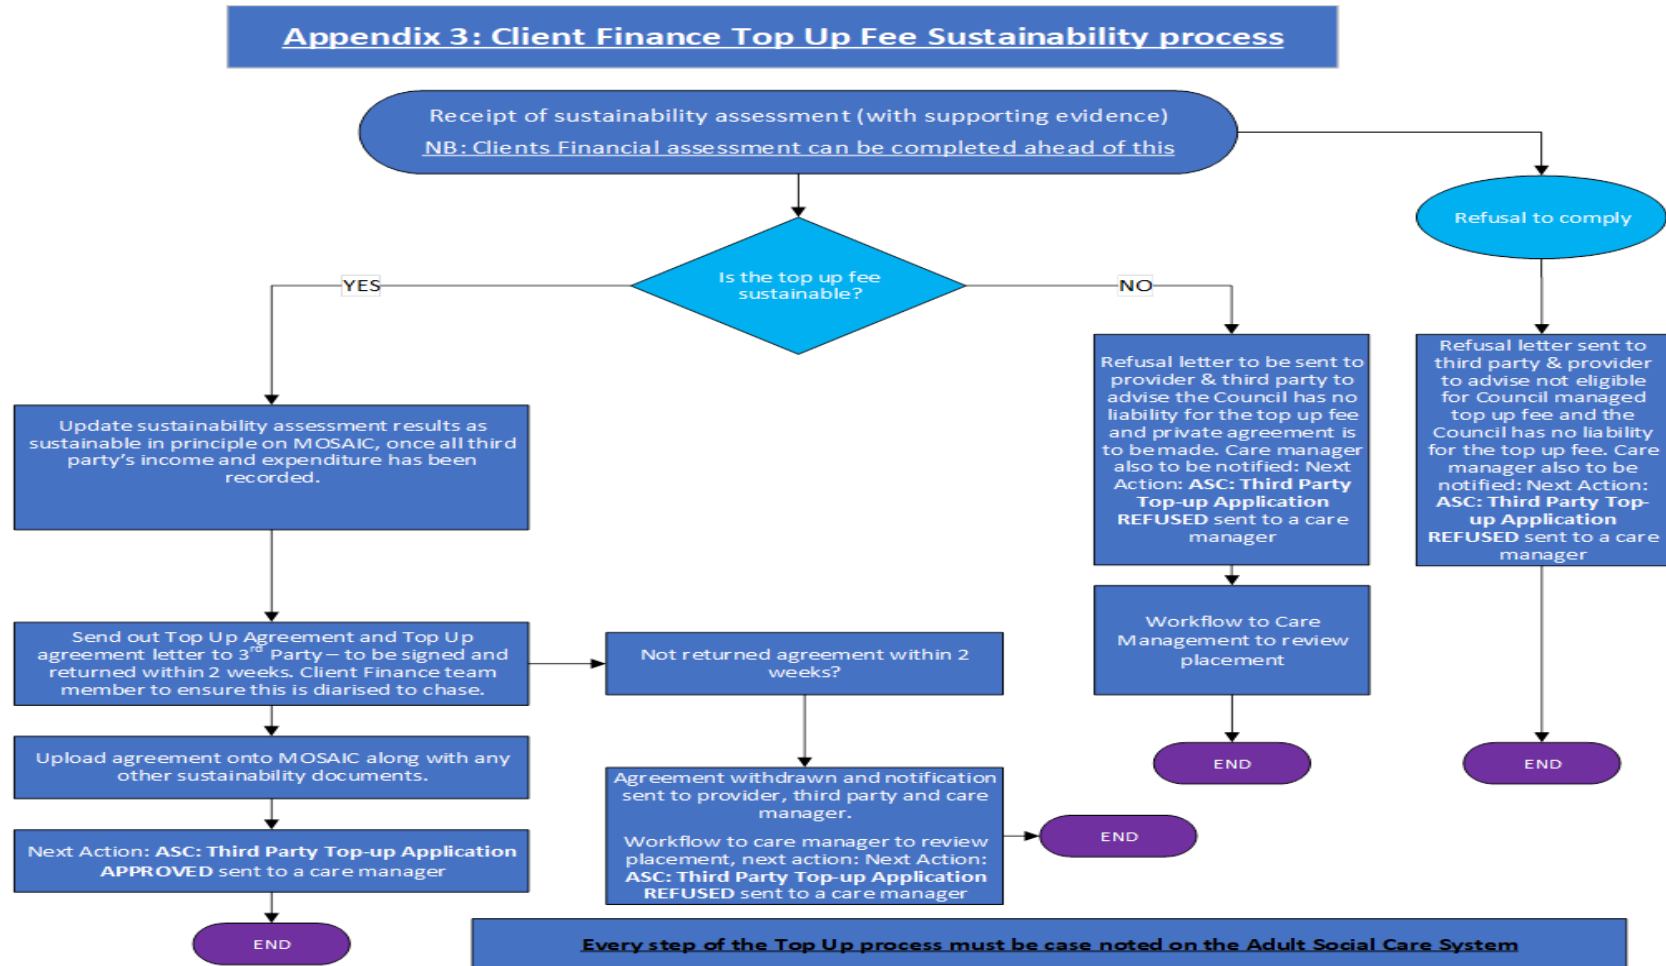 Appendix 3: Client Finance Top Up Fee Sustainability process
Receipt of sustainability assessment (with supporting evidence)
NB: Clients Financial assessment can be completed ahead of this
Refusal to comply
Is the top up fee
sustainable?
YES
NO
Update sustainability assessment results as
sustainable in principle on MOSAIC, once all third
party's income and expenditure has been
recorded.
Refusal letter to be sent to
provider & third party to
advise the Council has no
liability for the top up fee
and private agreement is
to be made. Care manager
also to be notified: Next
Action: ASC: Third Party
Top-up Application
REFUSED sent to a care
manager
Refusal letter sent to
third party & provider
to advise not eligible
for Council managed
top up fee and the
Council has no liability
for the top up fee. Care
manager also to be
notified: Next Action:
ASC: Third Party Top-
up Application
REFUSED sent to a care
manager
Send out Top Up Agreement and Top Up
agreement letter to 3rd Party – to be signed and
returned within 2 weeks. Client Finance team
member to ensure this is diarised to chase.
Not returned agreement within 2
weeks?
Workflow to Care
Management to review
placement
Upload agreement onto MOSAIC along with any
other sustainability documents.
Agreement withdrawn and notification
sent to provider, third party and care
manager.
Workflow to care manager to review
placement, next action: Next Action:
ASC: Third Party Top-up Application
REFUSED sent to a care manager
END
END
END
Next Action: ASC: Third Party Top-up Application
APPROVED sent to a care manager
END
Every step of the Top Up process must be case noted on the Adult Social Care System